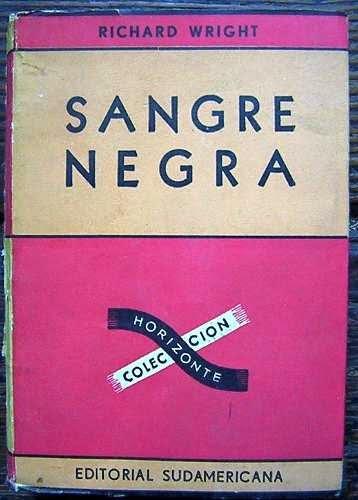 RICHARD WRIGHT
SANGRE
NEGRA
HORIZONTE
COLECCION
EDITORIAL SUDAMERICANA